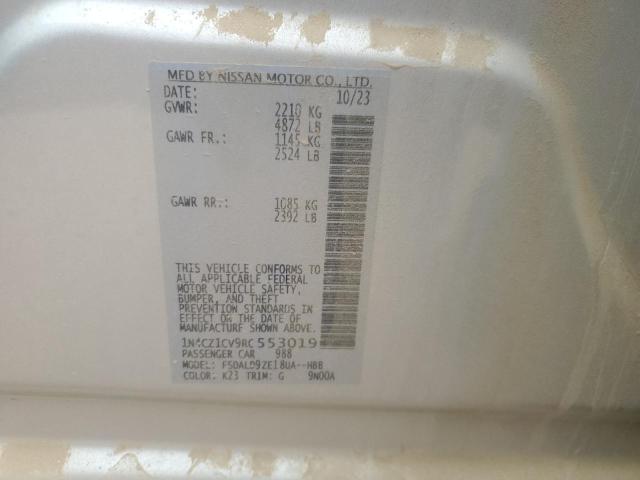 MFD BY NISSAN MOTOR CO., LTD.
DATE: 10/23
GVWR: 2210 KG
4872 LB
GAWR FR.: 1145 KG
2524 LB
GAWR RR.: 1085 KG
2392 LB
THIS VEHICLE CONFORMS TO
ALL APPLICABLE FEDERAL
MOTOR VEHICLE SAFETY,
BUMPER, AND THEFT
PREVENTION STANDARDS IN
EFFECT ON THE DATE OF
MANUFACTURE SHOWN ABOVE.
1N4CZ1CV9RC553019
PASSENGER CAR 988
MODEL: FSDALD9ZE18UA--HBB
COLOR: K23 TRIM: G 9N00A